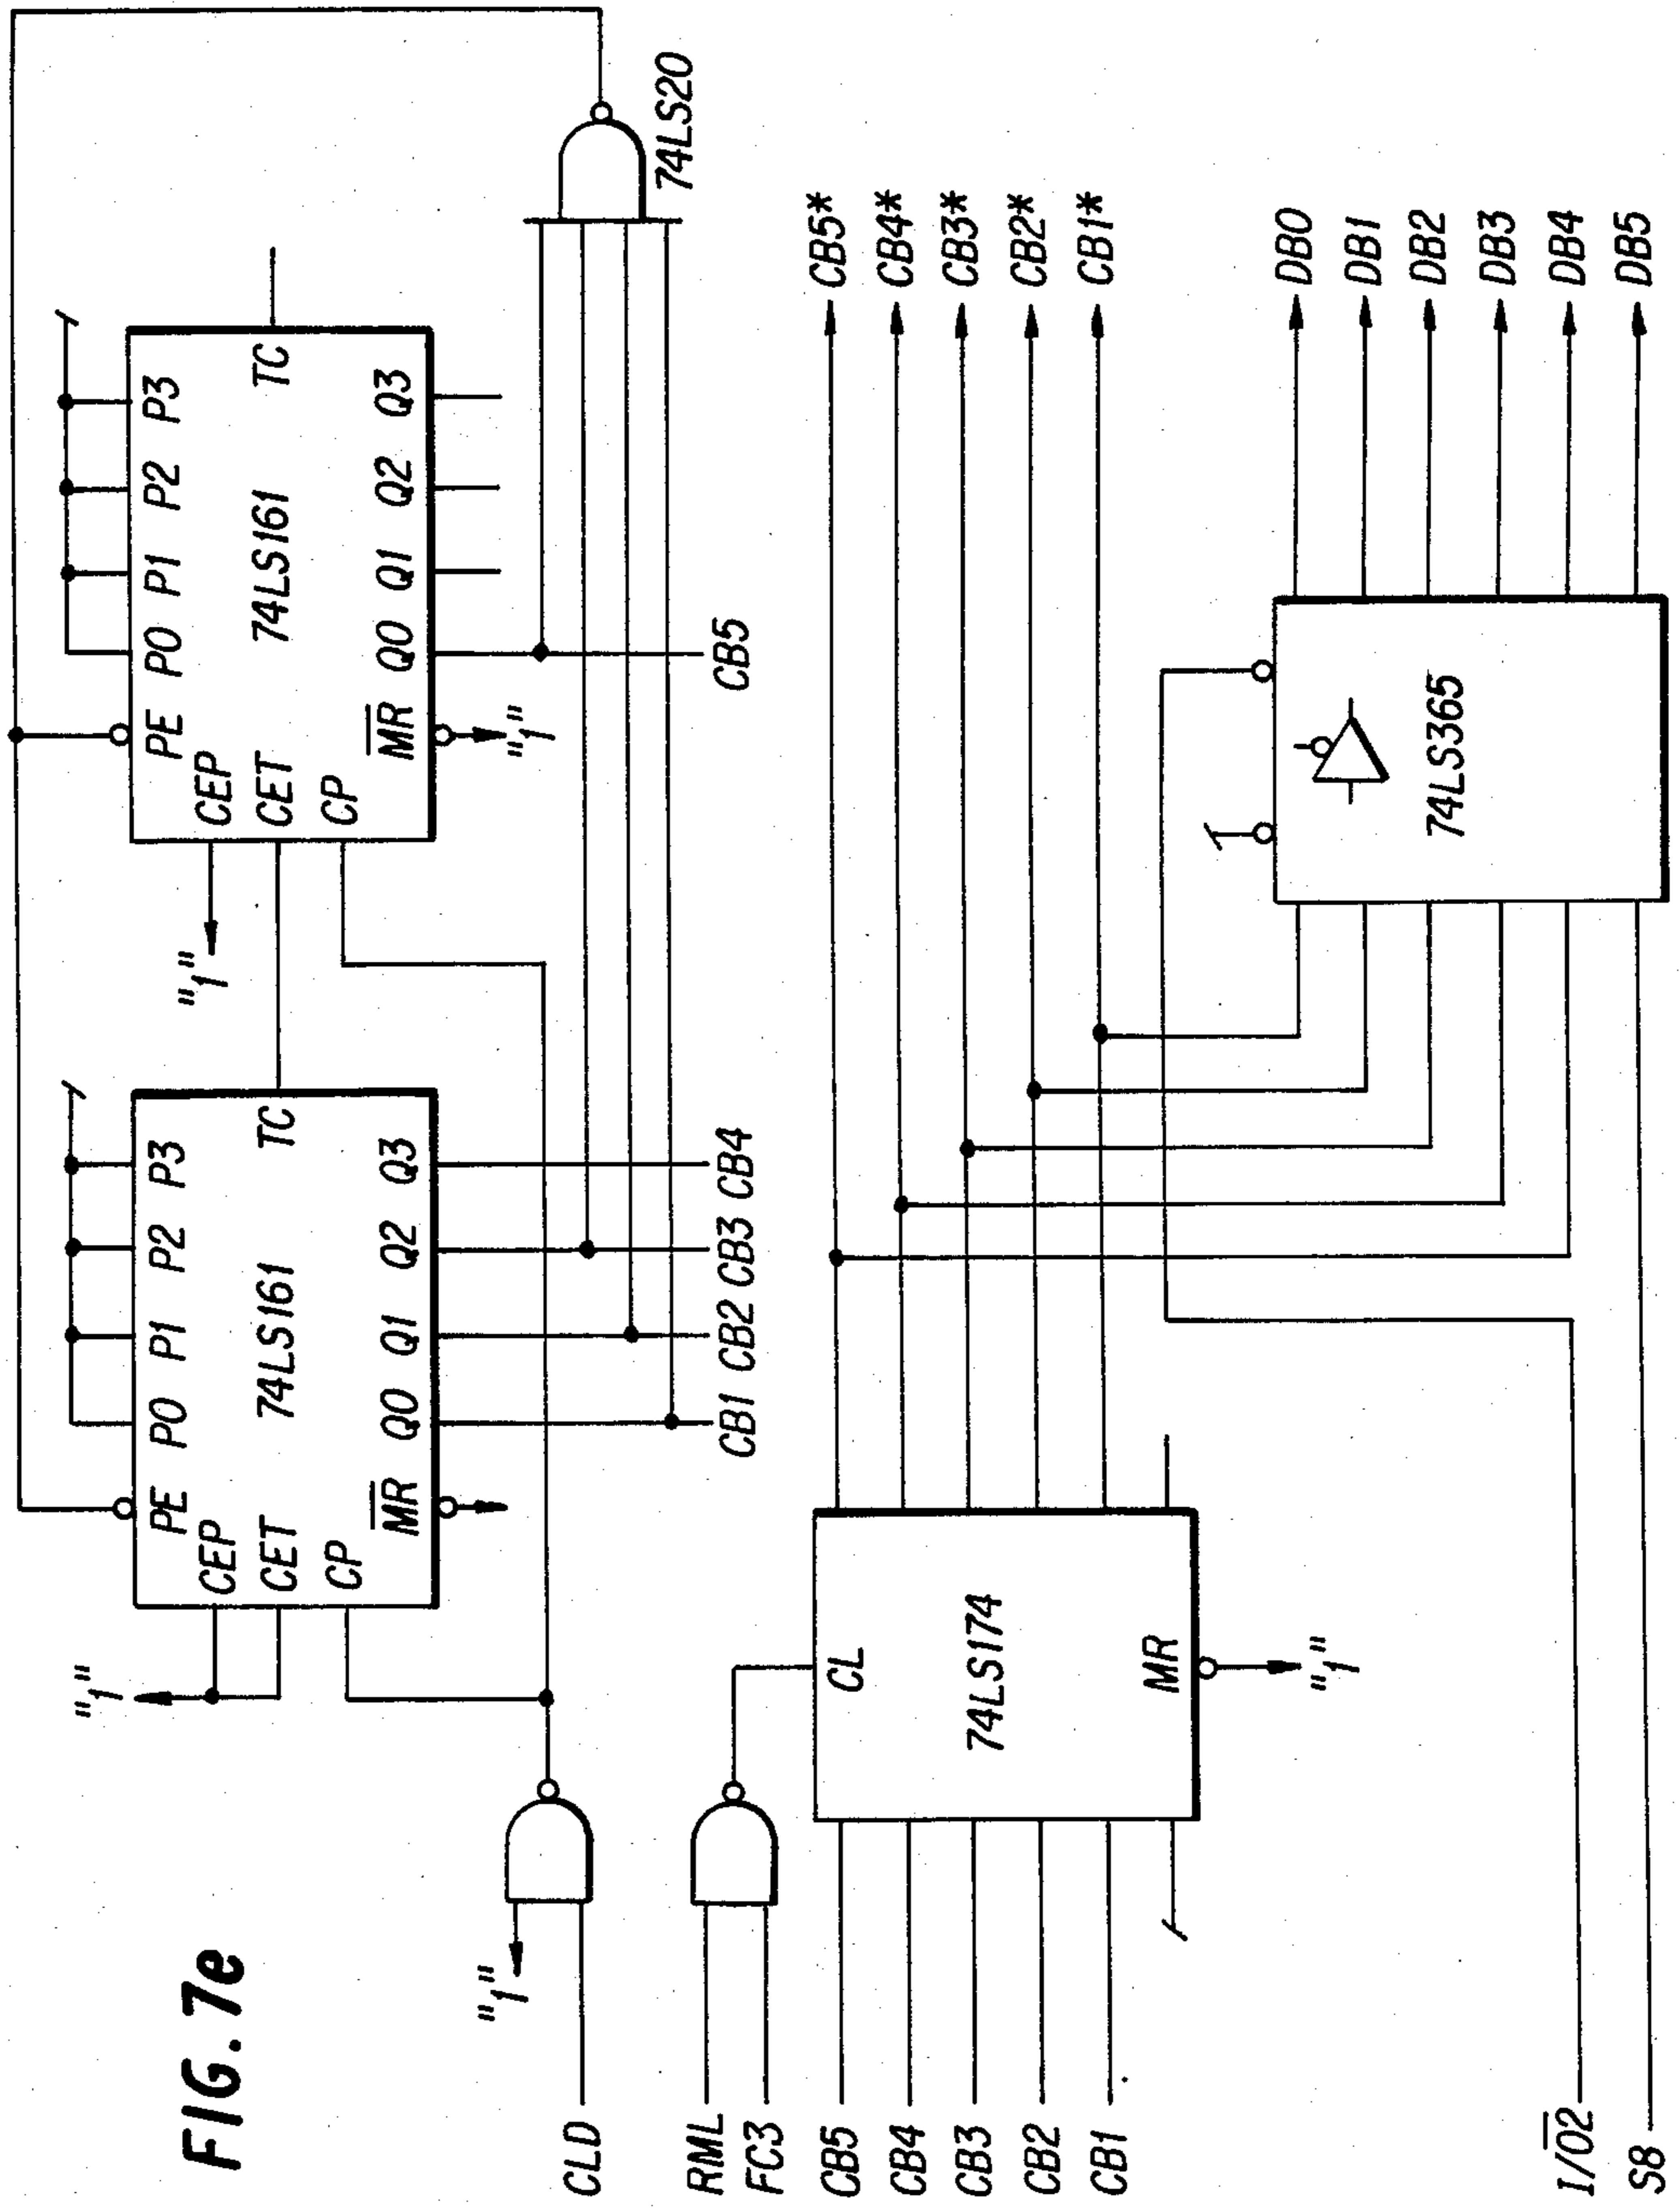 FIG. 7e
"1"
PE P0 P1 P2 P3
CEP
CET
CP
74LS161
TC
MR Q0 Q1 Q2 Q3
CB1 CB2 CB3 CB4
"1"
PE P0 P1 P2 P3
CEP
CET
CP
74LS161
TC
MR Q0 Q1 Q2 Q3
"1"
CB5
74LS20
"1"
CLD
RML
FC3
CB5
CB4
CB3
CB2
CB1
CL
74LS174
MR
"1"
CB5*
CB4*
CB3*
CB2*
CB1*
74LS365
DB0
DB1
DB2
DB3
DB4
DB5
I/O2
S8